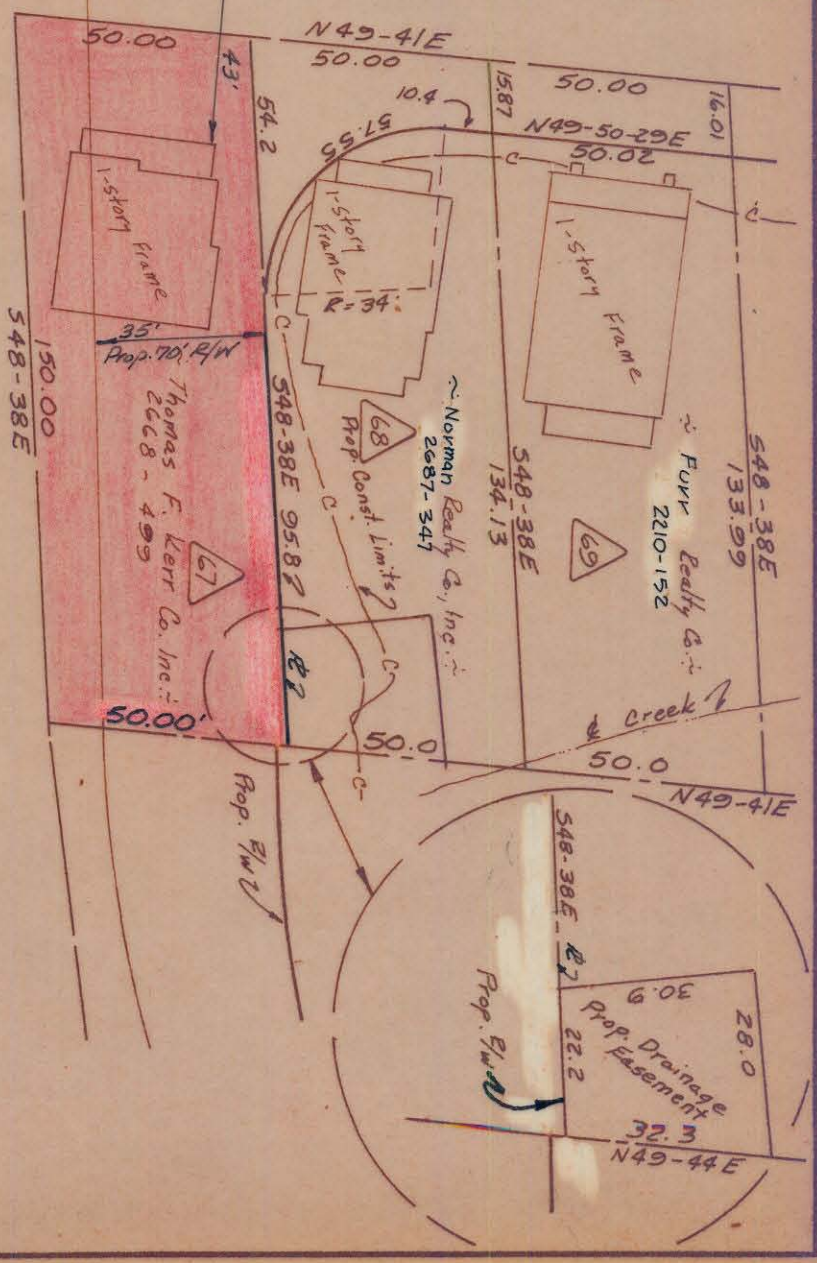 50.00
N49-41E
50.00
50.00
43'
54.2
10.4
15.87
16.01
57.55
N49-50-29E
50.02
C
C
1-story
Frame
1-story
Frame
1-story Frame
R=34'
C
35'
Prop. 70' R/W
150.00
S48-38E
Thomas F. Kerr Co. Inc.
2668-499
67
S48-38E 95.82
68
Prop. Const. Limits
C
C
C
Norman Realty Co., Inc.
2687-347
S48-38E
134.13
69
Furr Realty Co.
2210-152
S48-38E
133.99
50.00'
50.0
50.0
Creek
N49-41E
Prop. R/W
S48-38E
30.9
28.0
22.2
Prop. Drainage
Easement
32.3
N49-44E
Prop. R/W